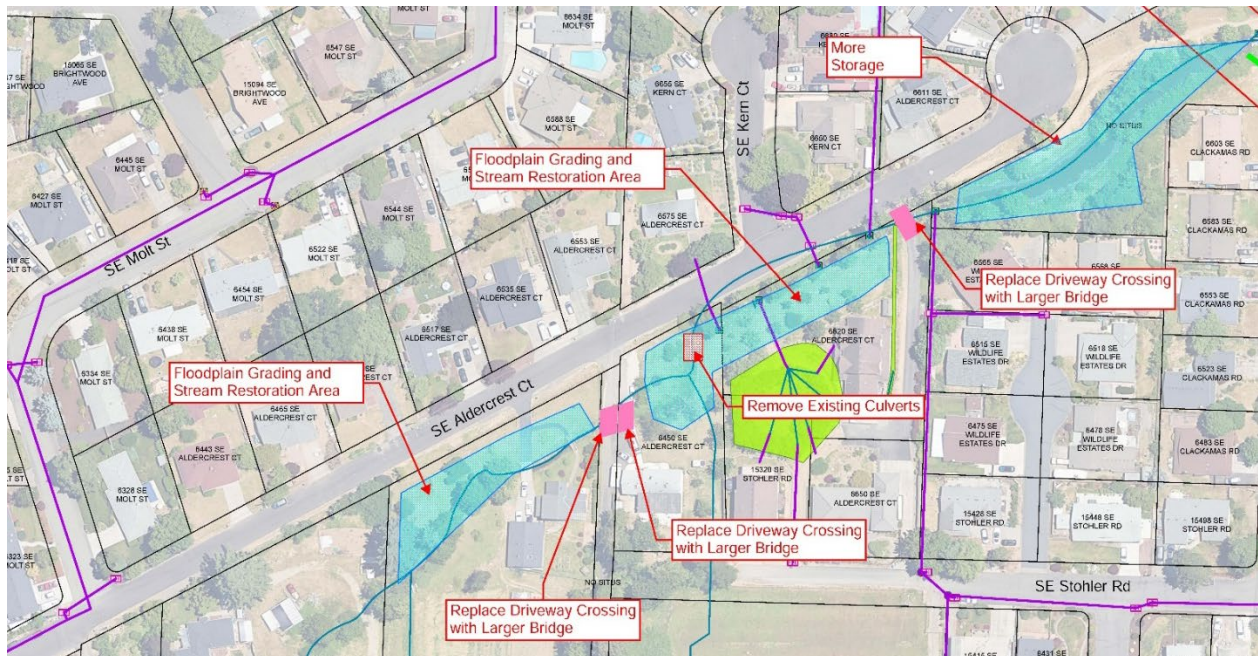 8634 SE
MOLT ST
6547 SE
MOLT ST
15065 SE
BRIGHTWOOD
AVE
15094 SE
BRIGHTWOOD
AVE
More
Storage
KERN CT
6656 SE
KERN CT
6588 SE
MOLT ST
SE Kern Ct
6611 SE
ALDERCREST CT
NO SITUS
6445 SE
MOLT ST
6660 SE
KERN CT
6603 SE
CLACKAMAS RD
Floodplain Grading and
Stream Restoration Area
6427 SE
MOLT ST
6544 SE
MOLT ST
6575 SE
ALDERCREST CT
6583 SE
CLACKAMAS RD
SE Molt St
6522 SE
MOLT ST
6553 SE
ALDERCREST CT
Replace Driveway Crossing
with Larger Bridge
6454 SE
MOLT ST
6535 SE
ALDERCREST CT
6553 SE
CLACKAMAS RD
6438 SE
MOLT ST
6517 SE
ALDERCREST CT
6620 SE
ALDERCREST CT
6515 SE
WILDLIFE
ESTATES DR
6518 SE
WILDLIFE
ESTATES DR
6523 SE
CLACKAMAS RD
6334 SE
MOLT ST
Floodplain Grading and
Stream Restoration Area
SE Aldercrest Ct
Remove Existing Culverts
6465 SE
ALDERCREST CT
6443 SE
ALDERCREST CT
6450 SE
ALDERCREST CT
6475 SE
WILDLIFE
ESTATES DR
6478 SE
WILDLIFE
ESTATES DR
6483 SE
CLACKAMAS RD
15320 SE
STOHLER RD
6328 SE
MOLT ST
6650 SE
ALDERCREST CT
15428 SE
STOHLER RD
15448 SE
STOHLER RD
15498 SE
STOHLER RD
Replace Driveway Crossing
with Larger Bridge
NO SITUS
SE Stohler Rd
Replace Driveway Crossing
with Larger Bridge